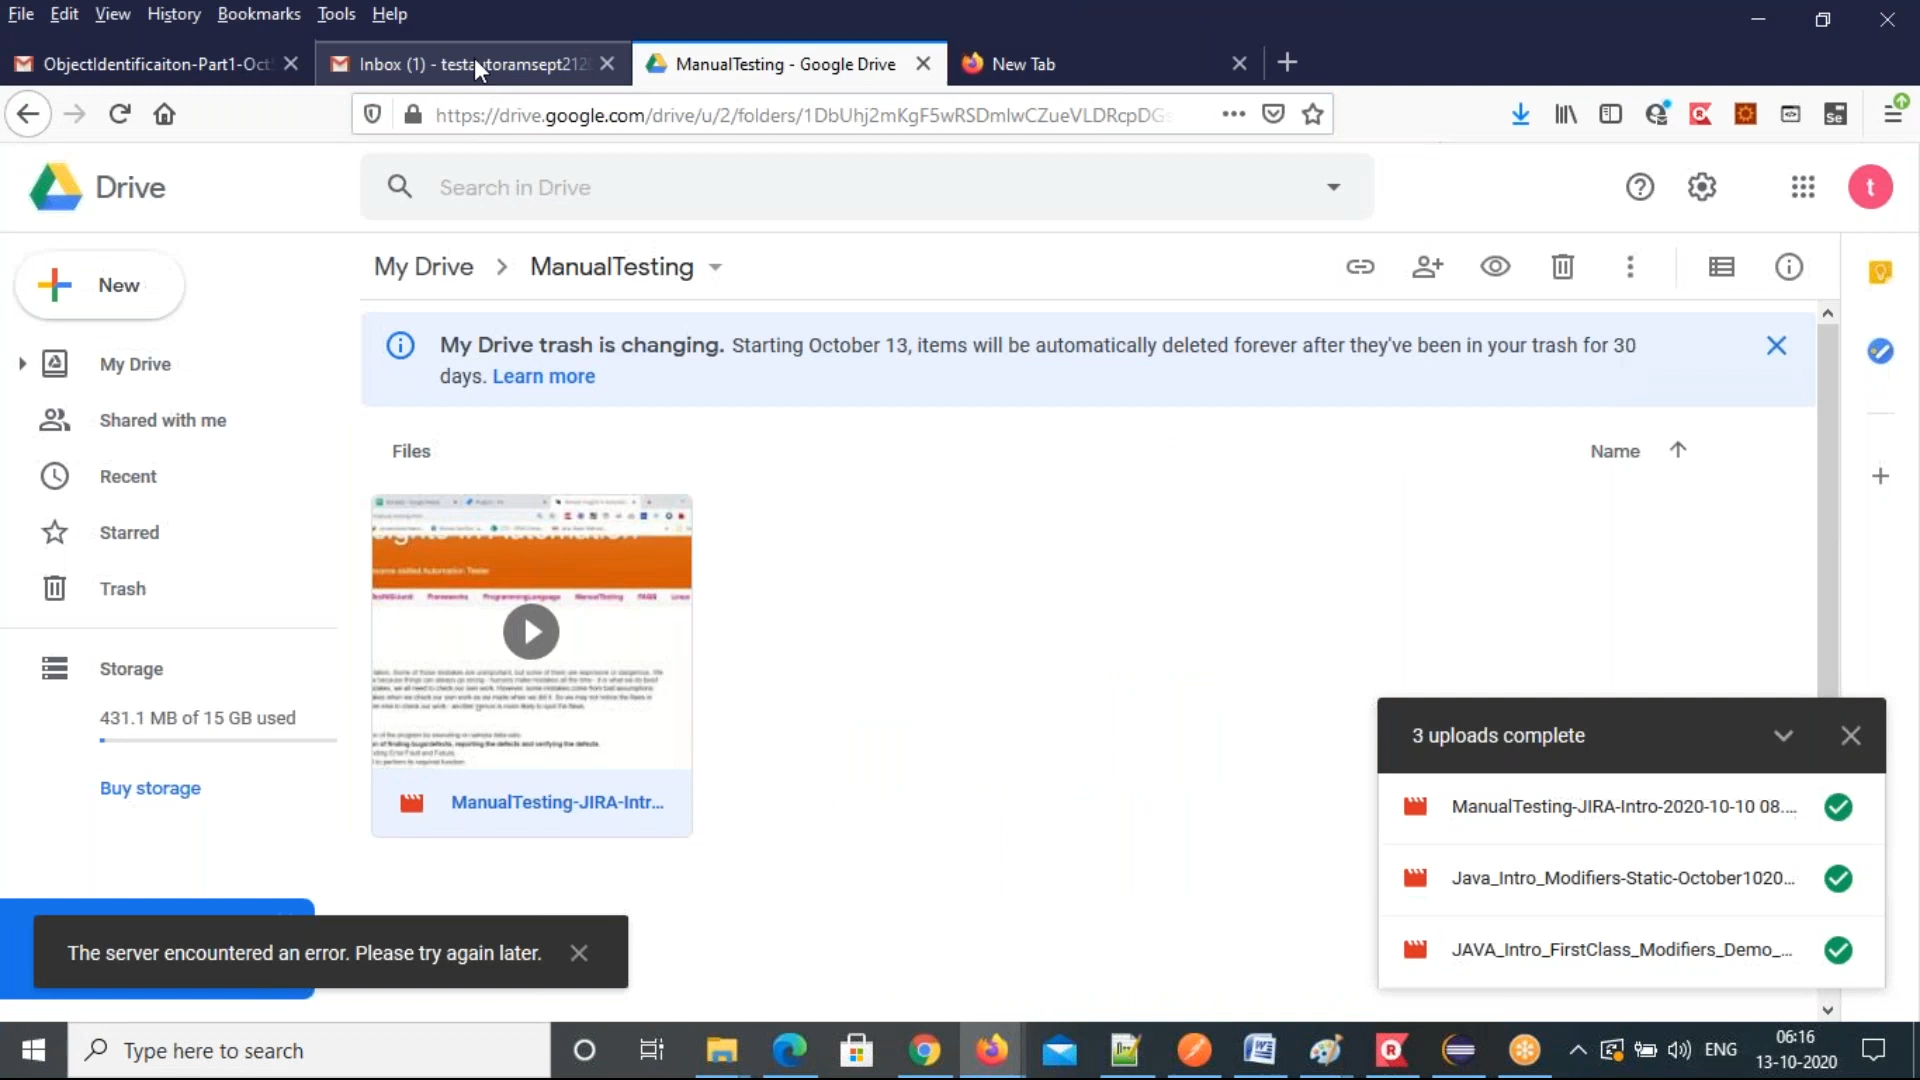 File Edit View History Bookmarks Tools Help
ObjectIdentificaiton-Part1-Oct
Inbox (1) - testautoramsept212
ManualTesting - Google Drive
New Tab
https://drive.google.com/drive/u/2/folders/1DbUhj2mKgF5wRSDmlwCZueVLDRcpDG
Drive
Search in Drive
t
New
My Drive > ManualTesting
My Drive trash is changing. Starting October 13, items will be automatically deleted forever after they've been in your trash for 30
days. Learn more
My Drive
Shared with me
Recent
Starred
Trash
Storage
431.1 MB of 15 GB used
Buy storage
Files
Name
ManualTesting FAQS Linux
ManualTesting-JIRA-Intr...
3 uploads complete
ManualTesting-JIRA-Intro-2020-10-10 08....
Java_Intro_Modifiers-Static-October1020...
JAVA_Intro_FirstClass_Modifiers_Demo_...
The server encountered an error. Please try again later.
Type here to search
ENG
06:16
13-10-2020